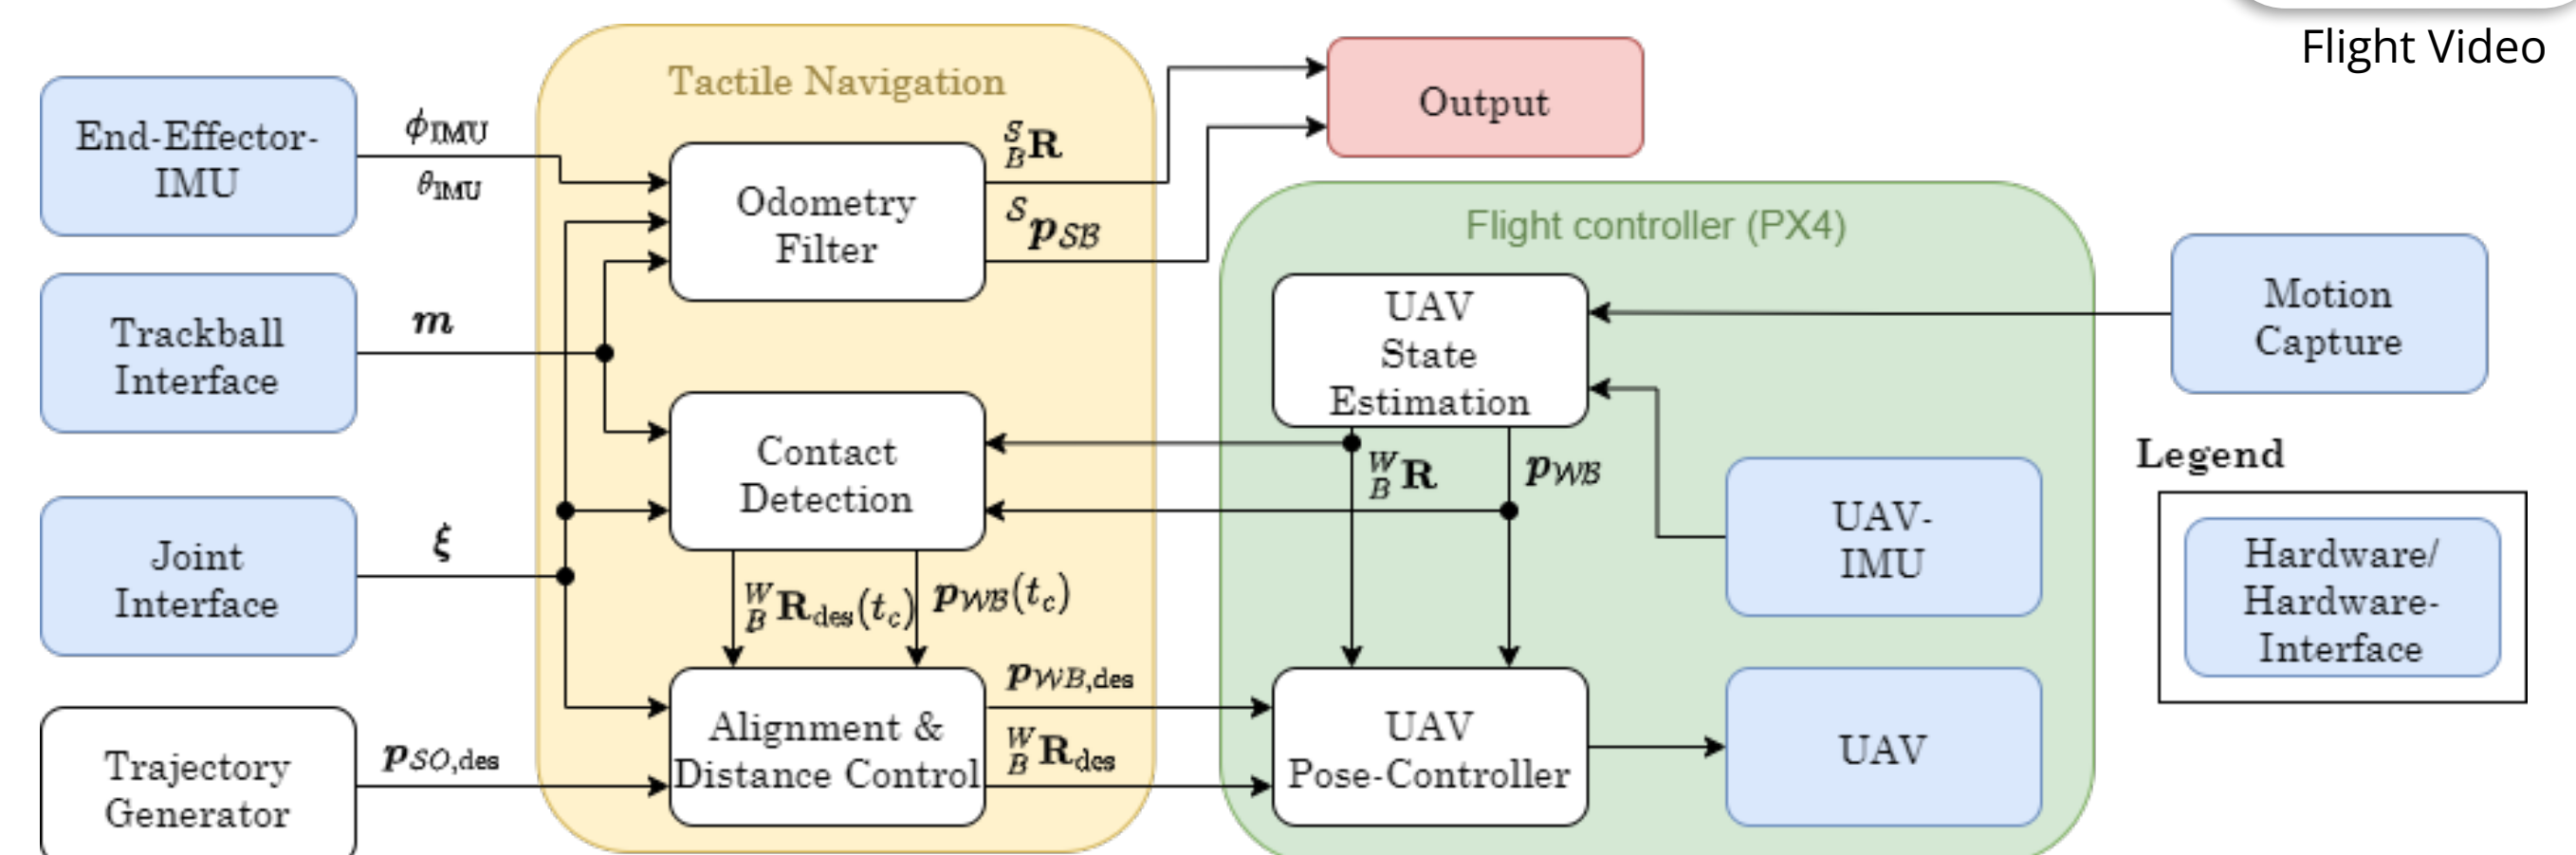 Flight Video
Tactile Navigation
Output
End-Effector-
IMU
ϕIMU
θIMU
Odometry
Filter
S
B R
S pSB
Flight controller (PX4)
Trackball
Interface
m
UAV
State
Estimation
Motion
Capture
Contact
Detection
W
B R
pWB
Legend
Joint
Interface
ξ
UAV-
IMU
Hardware/
Hardware-
Interface
W
B Rdes(tc)
pWB(tc)
Trajectory
Generator
pSO,des
Alignment &
Distance Control
pWB,des
W
B Rdes
UAV
Pose-Controller
UAV